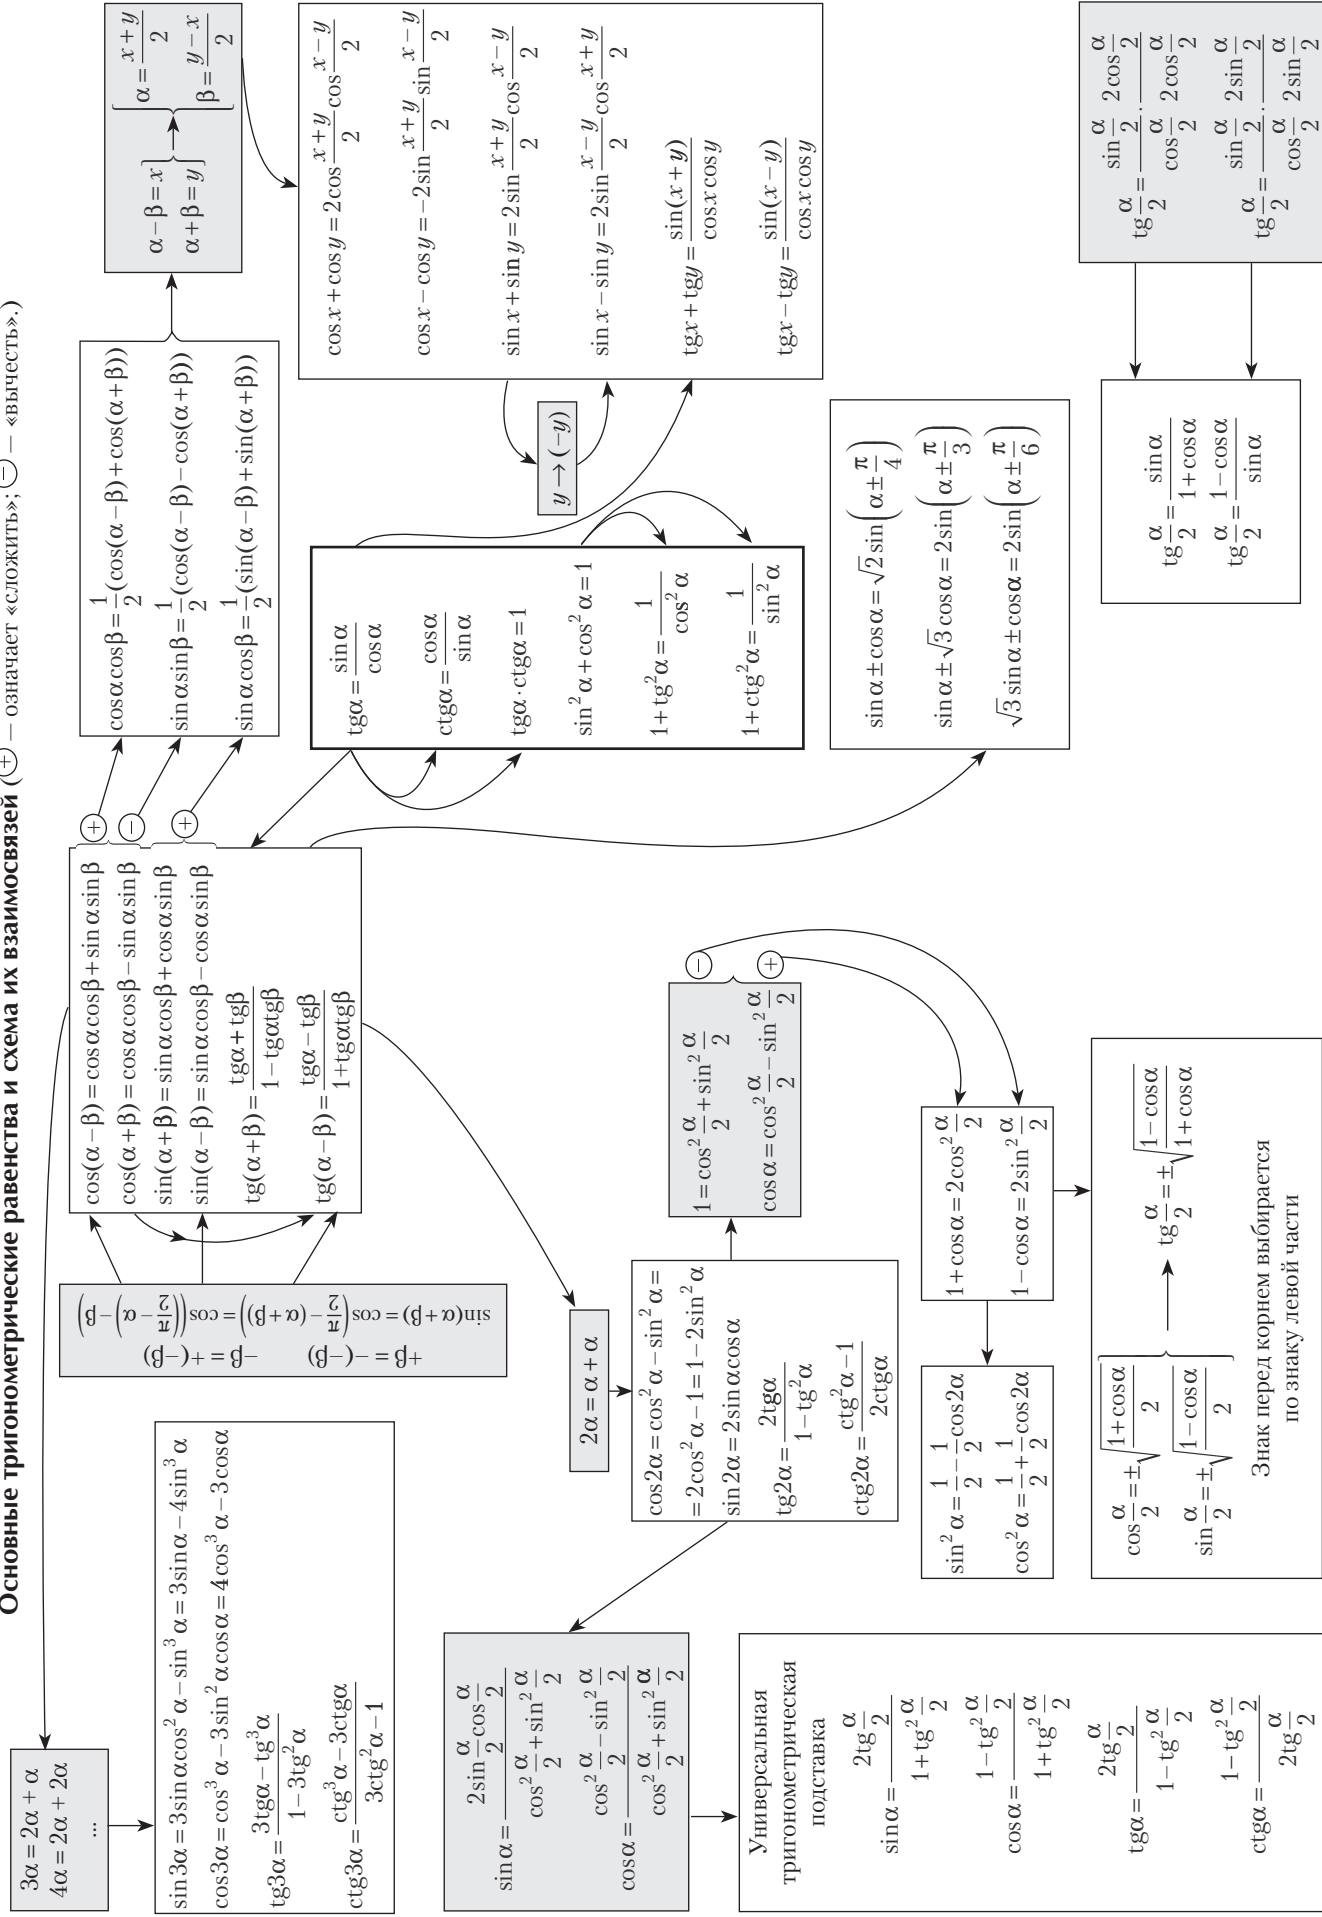 Основные тригонометрические равенства и схема их взаимосвязей (⊕ – означает «сложить»; ⊖ – «вычесть».)
3α = 2α + α
4α = 2α + 2α
...
sin3α = 3sinαcos²α − sin³α = 3sinα − 4sin³α
cos3α = cos³α − 3sin²αcosα = 4cos³α − 3cosα
tg3α = (3tgα − tg³α)/(1 − 3tg²α)
ctg3α = (ctg³α − 3ctgα)/(3ctg²α − 1)
+β = −(−β)
−β = +(−β)
sin(α+β) = cos(π/2 − (α+β)) = cos((π/2 − α) − β)
cos(α − β) = cosαcosβ + sinαsinβ
cos(α + β) = cosαcosβ − sinαsinβ
sin(α + β) = sinαcosβ + cosαsinβ
sin(α − β) = sinαcosβ − cosαsinβ
tg(α + β) = (tgα + tgβ)/(1 − tgαtgβ)
tg(α − β) = (tgα − tgβ)/(1 + tgαtgβ)
+
−
+
cosαcosβ = 1/2(cos(α − β) + cos(α + β))
sinαsinβ = 1/2(cos(α − β) − cos(α + β))
sinαcosβ = 1/2(sin(α − β) + sin(α + β))
α − β = x
α + β = y
α = (x + y)/2
β = (y − x)/2
cosx + cosy = 2cos (x + y)/2 cos (x − y)/2
cosx − cosy = −2sin (x + y)/2 sin (x − y)/2
sinx + siny = 2sin (x + y)/2 cos (x − y)/2
sinx − siny = 2sin (x − y)/2 cos (x + y)/2
tgx + tgy = sin(x + y)/(cosxcosy)
tgx − tgy = sin(x − y)/(cosxcosy)
y → (−y)
tgα = sinα/cosα
ctgα = cosα/sinα
tgα · ctgα = 1
sin²α + cos²α = 1
1 + tg²α = 1/cos²α
1 + ctg²α = 1/sin²α
sinα ± cosα = √2 sin(α ± π/4)
sinα ± √3 cosα = 2sin(α ± π/3)
√3 sinα ± cosα = 2sin(α ± π/6)
2α = α + α
cos2α = cos²α − sin²α =
= 2cos²α − 1 = 1 − 2sin²α
sin2α = 2sinαcosα
tg2α = 2tgα/(1 − tg²α)
ctg2α = (ctg²α − 1)/(2ctgα)
1 = cos² α/2 + sin² α/2
cosα = cos² α/2 − sin² α/2
−
+
1 + cosα = 2cos² α/2
1 − cosα = 2sin² α/2
sin²α = 1/2 − 1/2 cos2α
cos²α = 1/2 + 1/2 cos2α
cos α/2 = ±√((1 + cosα)/2)
sin α/2 = ±√((1 − cosα)/2)
tg α/2 = ±√((1 − cosα)/(1 + cosα))
Знак перед корнем выбирается
по знаку левой части
sinα = (2sin α/2 cos α/2)/(cos² α/2 + sin² α/2)
cosα = (cos² α/2 − sin² α/2)/(cos² α/2 + sin² α/2)
Универсальная
тригонометрическая
подставка
sinα = (2tg α/2)/(1 + tg² α/2)
cosα = (1 − tg² α/2)/(1 + tg² α/2)
tgα = (2tg α/2)/(1 − tg² α/2)
ctgα = (1 − tg² α/2)/(2tg α/2)
tg α/2 = (sin α/2)/(cos α/2) · (2cos α/2)/(2cos α/2)
tg α/2 = (sin α/2)/(cos α/2) · (2sin α/2)/(2sin α/2)
tg α/2 = sinα/(1 + cosα)
tg α/2 = (1 − cosα)/sinα